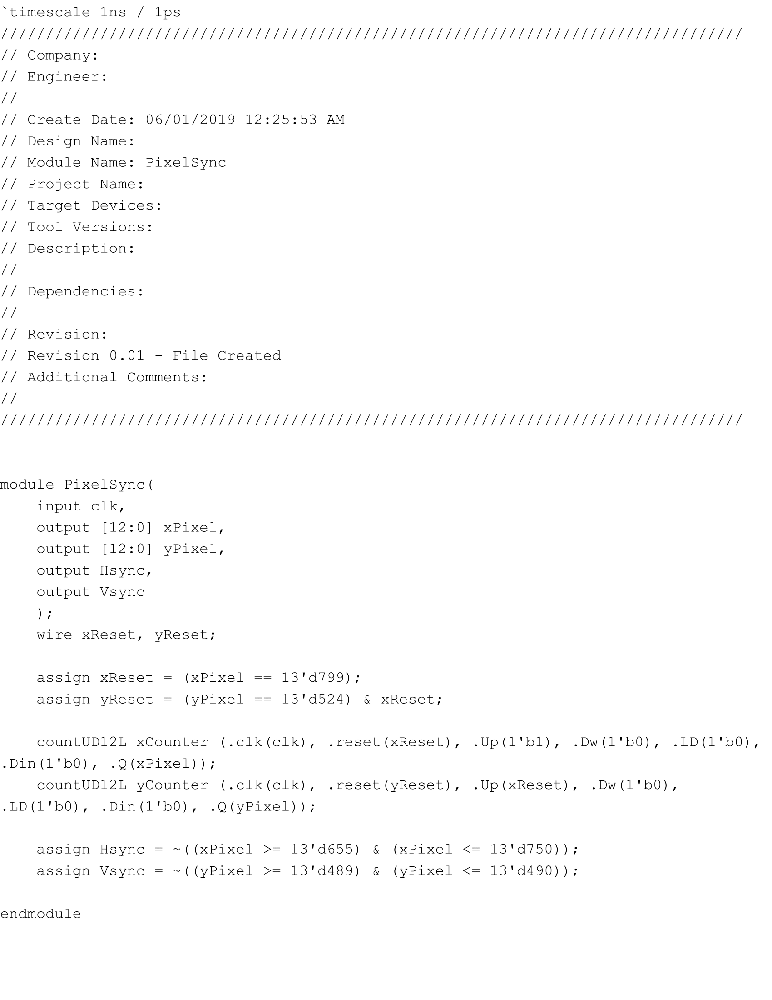 `timescale 1ns / 1ps
//////////////////////////////////////////////////////////////////////////////////
// Company:
// Engineer:
//
// Create Date: 06/01/2019 12:25:53 AM
// Design Name:
// Module Name: PixelSync
// Project Name:
// Target Devices:
// Tool Versions:
// Description:
//
// Dependencies:
//
// Revision:
// Revision 0.01 - File Created
// Additional Comments:
//
//////////////////////////////////////////////////////////////////////////////////
module PixelSync(
    input clk,
    output [12:0] xPixel,
    output [12:0] yPixel,
    output Hsync,
    output Vsync
    );
    wire xReset, yReset;
    assign xReset = (xPixel == 13'd799);
    assign yReset = (yPixel == 13'd524) & xReset;
    countUD12L xCounter (.clk(clk), .reset(xReset), .Up(1'b1), .Dw(1'b0), .LD(1'b0),
.Din(1'b0), .Q(xPixel));
    countUD12L yCounter (.clk(clk), .reset(yReset), .Up(xReset), .Dw(1'b0),
.LD(1'b0), .Din(1'b0), .Q(yPixel));
    assign Hsync = ~((xPixel >= 13'd655) & (xPixel <= 13'd750));
    assign Vsync = ~((yPixel >= 13'd489) & (yPixel <= 13'd490));
endmodule